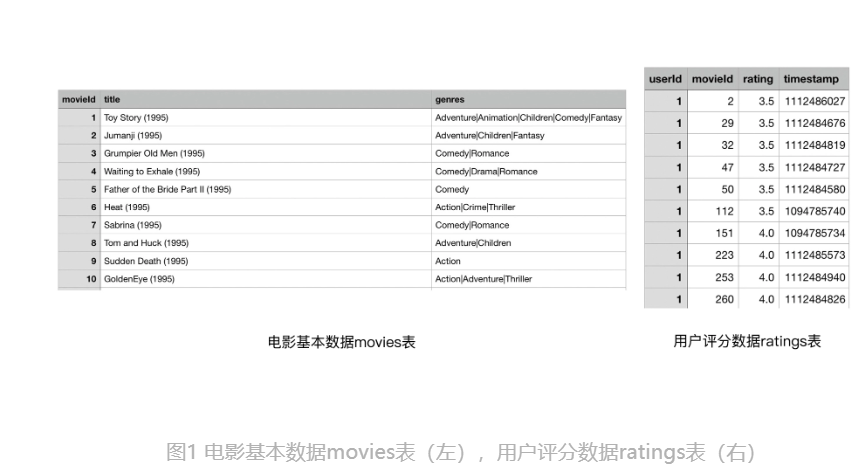 movieId title genres
1 Toy Story (1995) Adventure|Animation|Children|Comedy|Fantasy
2 Jumanji (1995) Adventure|Children|Fantasy
3 Grumpier Old Men (1995) Comedy|Romance
4 Waiting to Exhale (1995) Comedy|Drama|Romance
5 Father of the Bride Part II (1995) Comedy
6 Heat (1995) Action|Crime|Thriller
7 Sabrina (1995) Comedy|Romance
8 Tom and Huck (1995) Adventure|Children
9 Sudden Death (1995) Action
10 GoldenEye (1995) Action|Adventure|Thriller
电影基本数据movies表
userId movieId rating timestamp
1 2 3.5 1112486027
1 29 3.5 1112484676
1 32 3.5 1112484819
1 47 3.5 1112484727
1 50 3.5 1112484580
1 112 3.5 1094785740
1 151 4.0 1094785734
1 223 4.0 1112485573
1 253 4.0 1112484940
1 260 4.0 1112484826
用户评分数据ratings表
图1 电影基本数据movies表（左），用户评分数据ratings表（右）